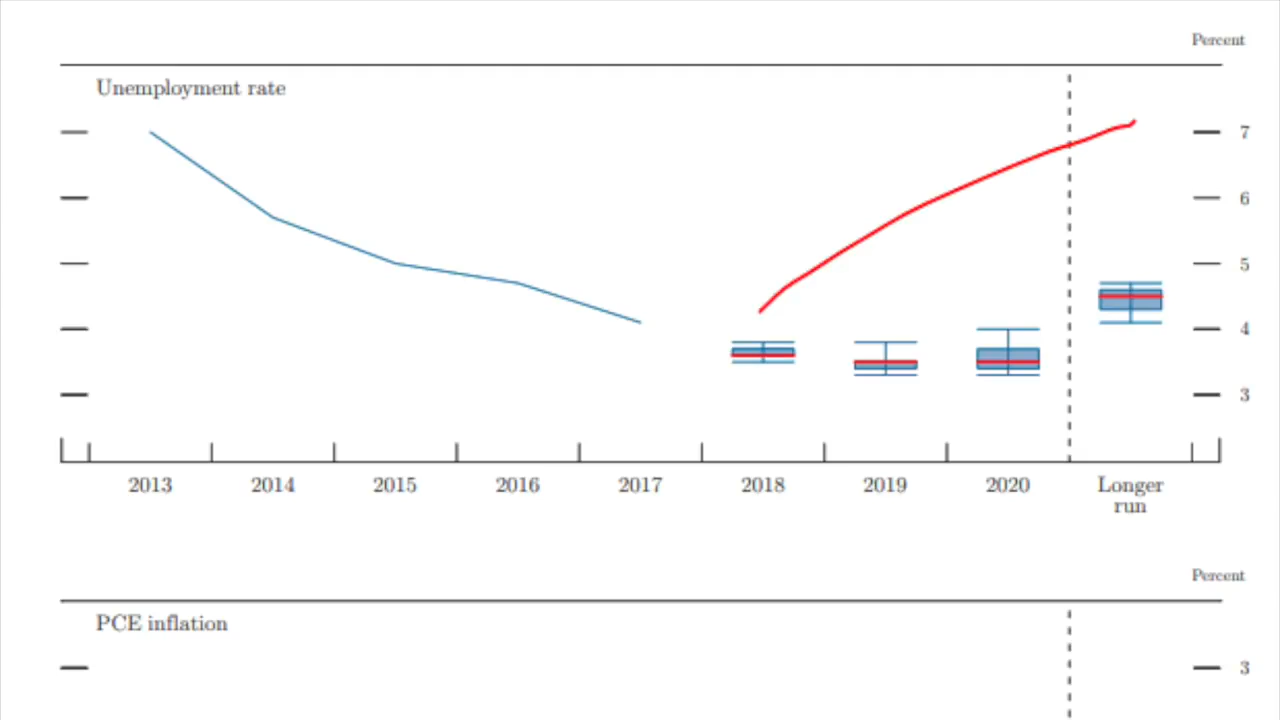 Percent
Unemployment rate
7
6
5
4
3
2013 2014 2015 2016 2017 2018 2019 2020 Longer
run
Percent
PCE inflation
3